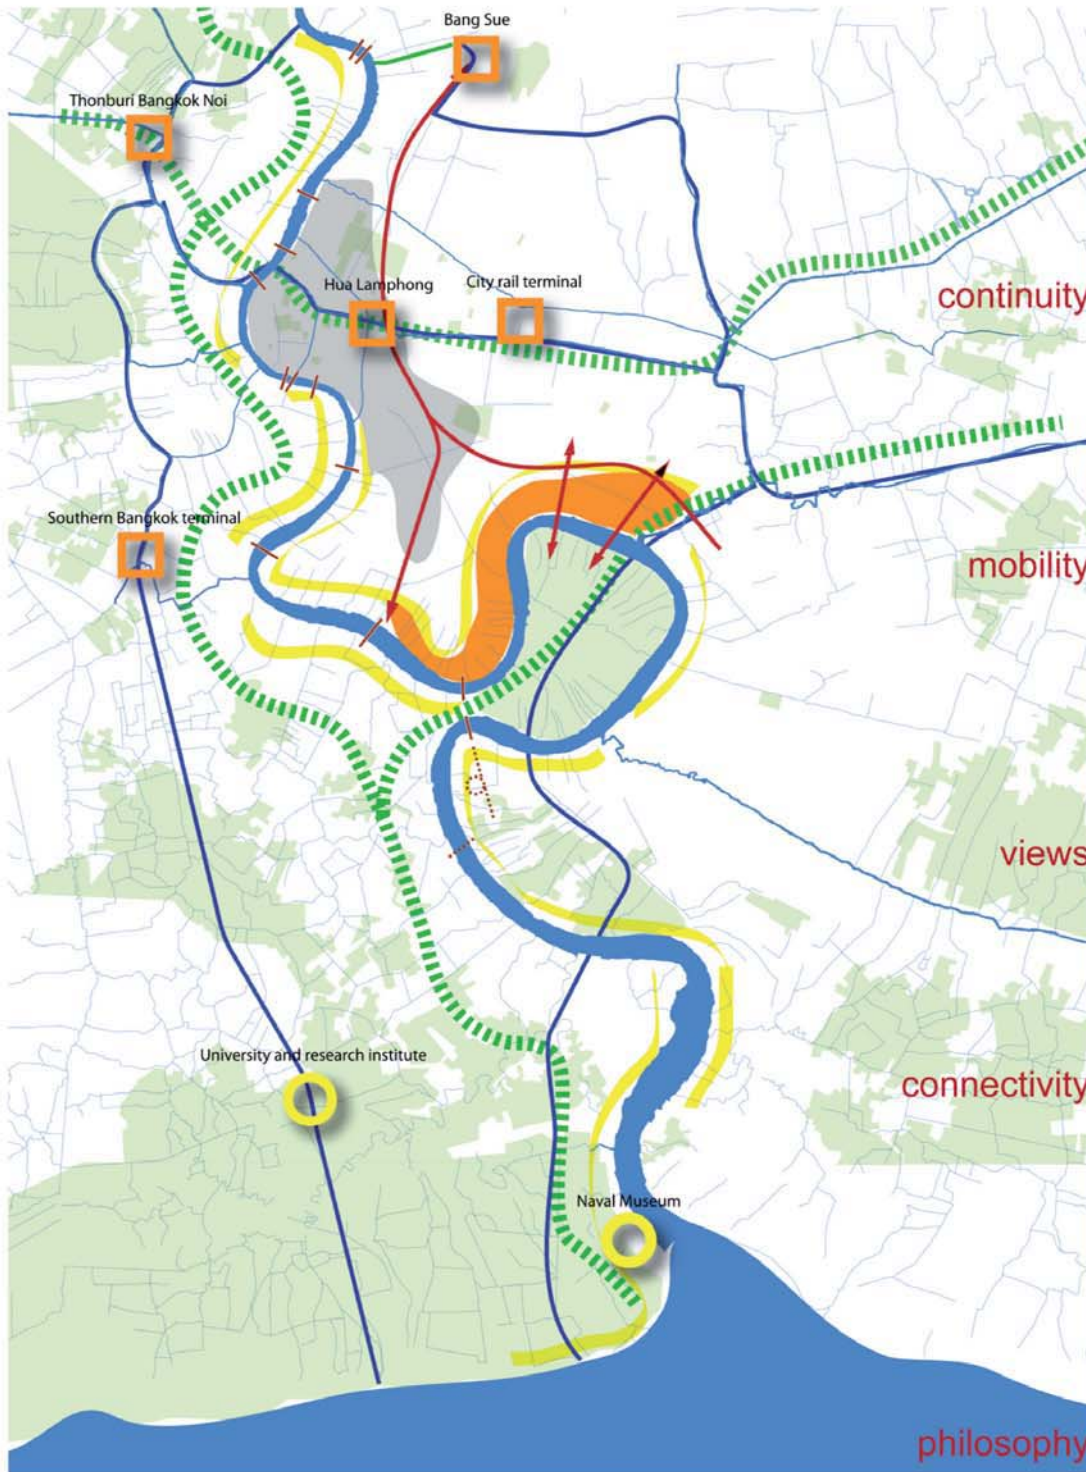 Bang Sue
Thonburi Bangkok Noi
Hua Lamphong
City rail terminal
continuity
Southern Bangkok terminal
mobility
views
University and research institute
connectivity
Naval Museum
philosophy